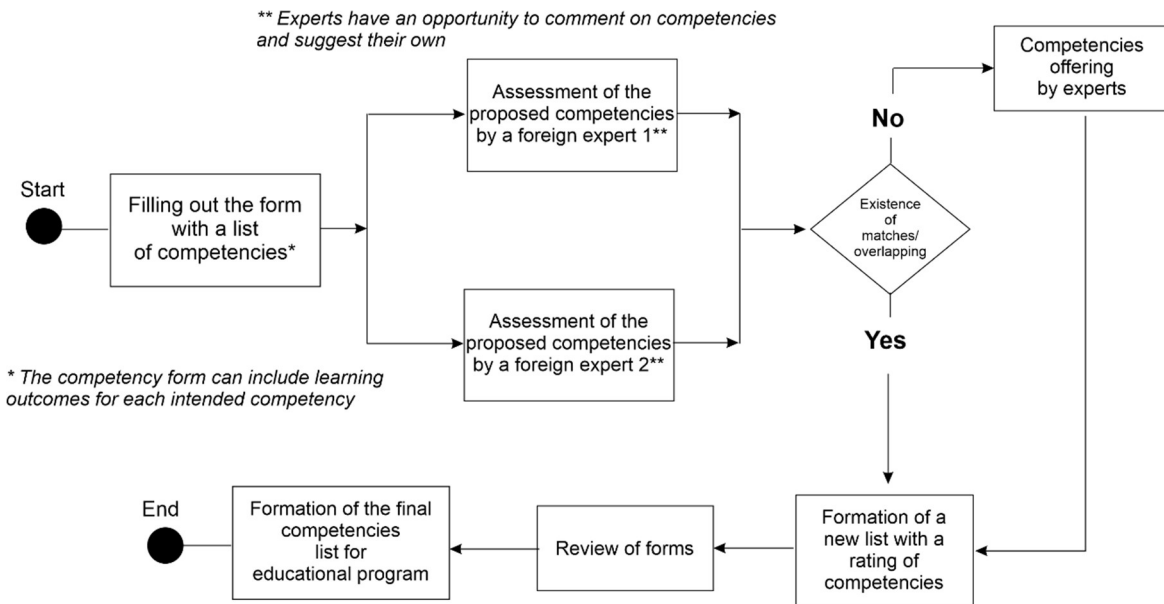 ** Experts have an opportunity to comment on competencies
and suggest their own
Start
Filling out the form
with a list
of competencies*
Assessment of the
proposed competencies
by a foreign expert 1**
Assessment of the
proposed competencies
by a foreign expert 2**
* The competency form can include learning
outcomes for each intended competency
Existence
of
matches/
overlapping
No
Competencies
offering
by experts
Yes
Formation of a
new list with a
rating of
competencies
Review of forms
Formation of the final
competencies
list for
educational program
End